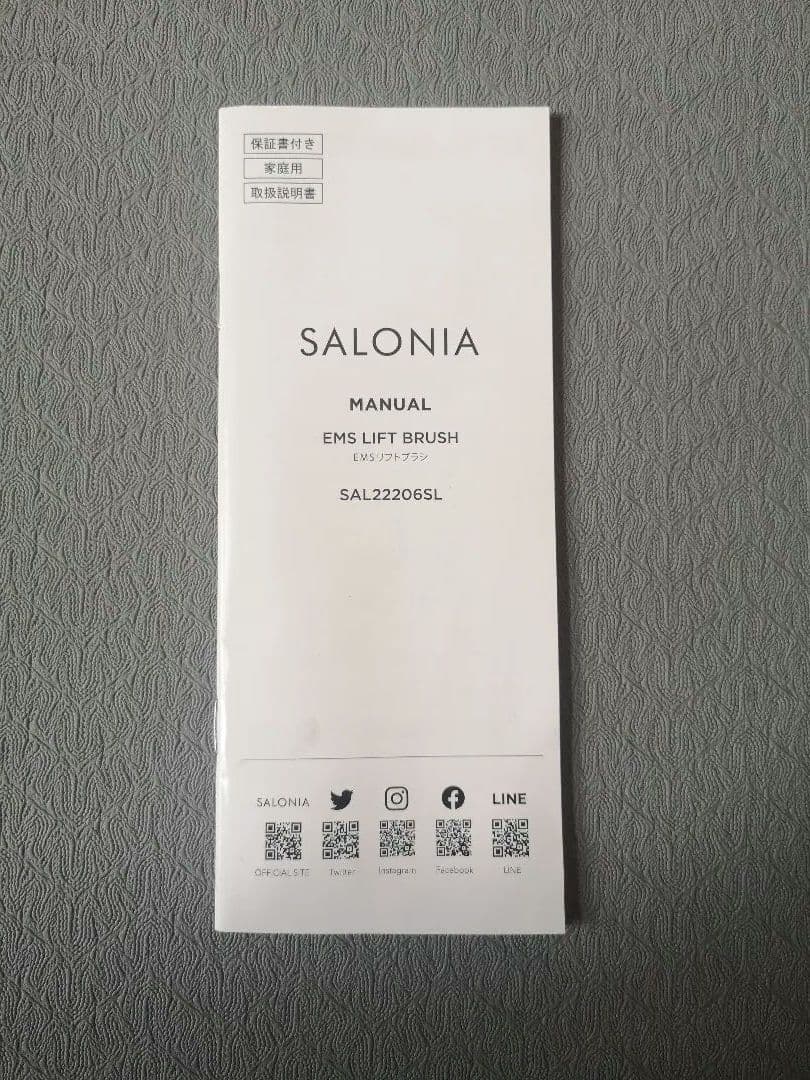 保証書付き
家庭用
取扱説明書
SALONIA
MANUAL
EMS LIFT BRUSH
EMSリフトブラシ
SAL22206SL
SALONIA LINE
OFFICIAL SITE Twitter Instagram Facebook LINE